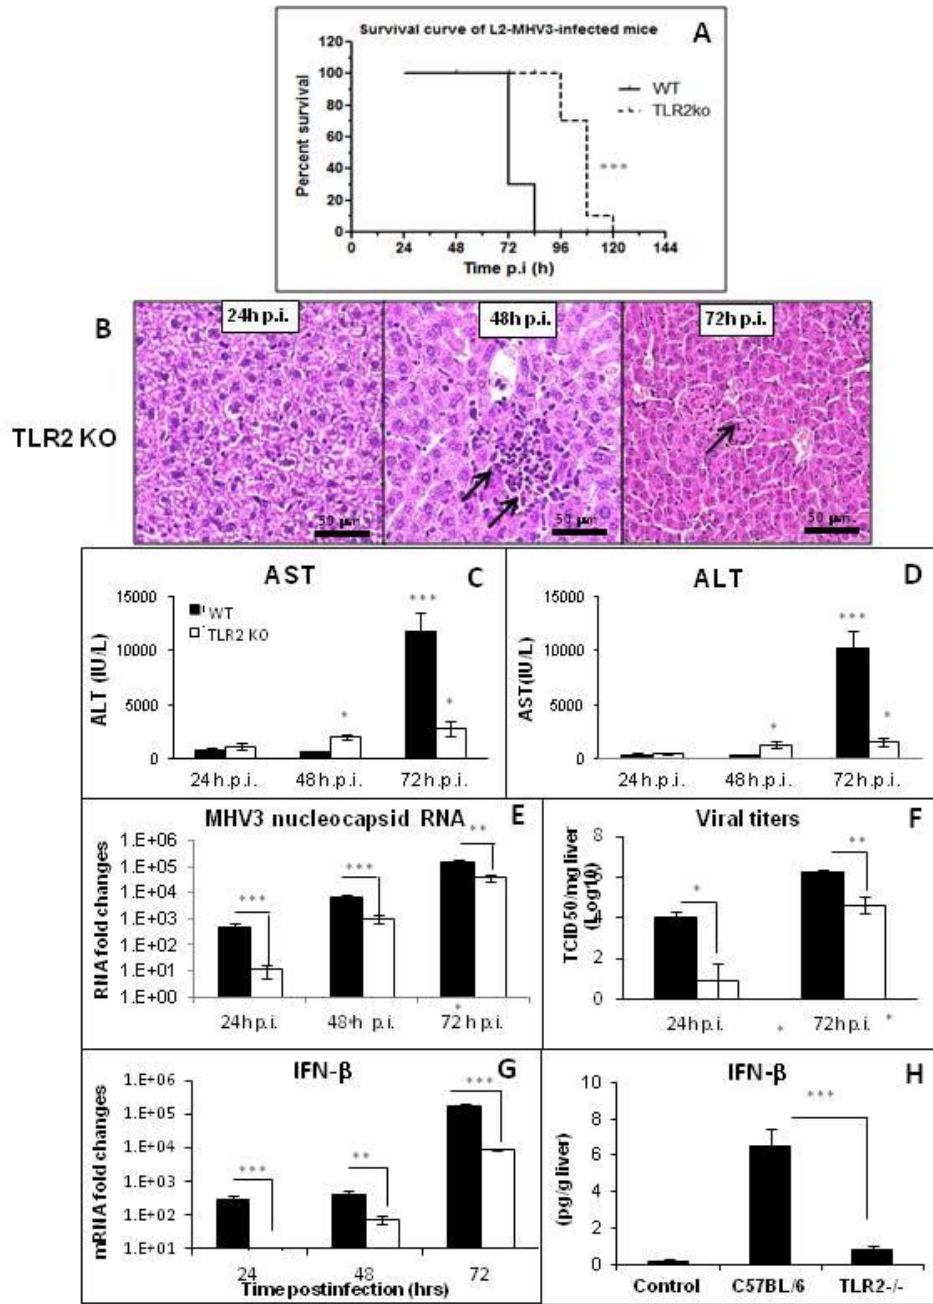 Survival curve of L2-MHV3-infected mice
A
Percent survival
120
100
80
60
40
20
0
WT
TLR2ko
***
0 24 48 72 96 120 144
Time p.i (h)
B
24h p.i.
48h p.i.
72h p.i.
TLR2 KO
50 µm
50 µm
50 µm
AST
C
ALT (IU/L)
15000
10000
5000
0
WT
TLR2 KO
*
***
*
24 h.p.i. 48 h.p.i. 72 h.p.i.
ALT
D
AST(IU/L)
15000
10000
5000
0
*
***
*
24 h.p.i. 48 h.p.i. 72 h.p.i.
MHV3 nucleocapsid RNA
E
RNA fold changes
1.E+06
1.E+05
1.E+04
1.E+03
1.E+02
1.E+01
1.E+00
***
***
**
*
24h p.i. 48*h p.i. 72 h p.i.
Viral titers
F
TCID50/mg liver
(Log10)
8
6
4
2
0
*
**
24h p.i. * 72h p.i. *
IFN-β
G
mRNA fold changes
1.E+06
1.E+05
1.E+04
1.E+03
1.E+02
1.E+01
***
**
***
24 48 72
Time postinfection (hrs)
IFN-β
H
(pg/g liver)
10
8
6
4
2
0
***
Control C57BL/6 TLR2-/-